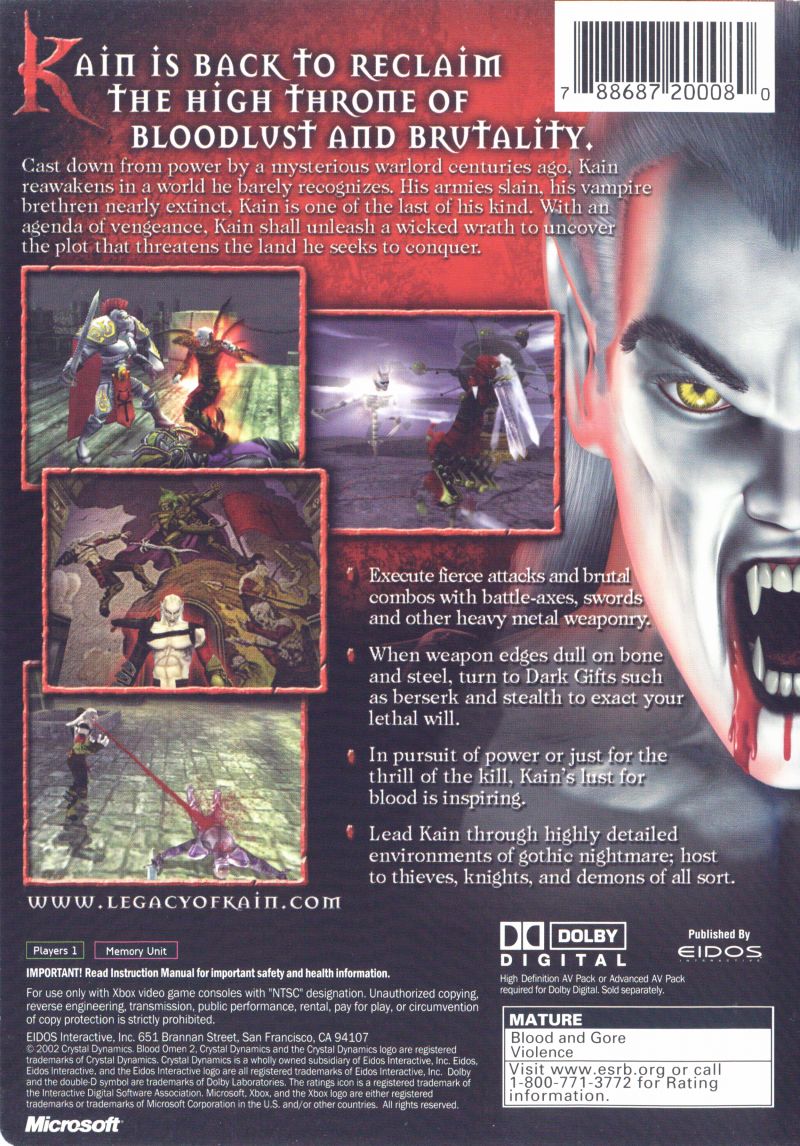 KAIN IS BACK TO RECLAIM
THE HIGH THRONE OF
BLOODLUST AND BRUTALITY.
7 88687 20008 0
Cast down from power by a mysterious warlord centuries ago, Kain
reawakens in a world he barely recognizes. His armies slain, his vampire
brethren nearly extinct, Kain is one of the last of his kind. With an
agenda of vengeance, Kain shall unleash a wicked wrath to uncover
the plot that threatens the land he seeks to conquer.
Execute fierce attacks and brutal
combos with battle-axes, swords
and other heavy metal weaponry.
When weapon edges dull on bone
and steel, turn to Dark Gifts such
as berserk and stealth to exact your
lethal will.
In pursuit of power or just for the
thrill of the kill, Kain's lust for
blood is inspiring.
Lead Kain through highly detailed
environments of gothic nightmare; host
to thieves, knights, and demons of all sort.
WWW.LEGACYOFKAIN.COM
Players 1
Memory Unit
IMPORTANT! Read Instruction Manual for important safety and health information.
For use only with Xbox video game consoles with "NTSC" designation. Unauthorized copying,
reverse engineering, transmission, public performance, rental, pay for play, or circumvention
of copy protection is strictly prohibited.
EIDOS Interactive, Inc. 651 Brannan Street, San Francisco, CA 94107
© 2002 Crystal Dynamics. Blood Omen 2, Crystal Dynamics and the Crystal Dynamics logo are registered
trademarks of Crystal Dynamics. Crystal Dynamics is a wholly owned subsidiary of Eidos Interactive, Inc. Eidos,
Eidos Interactive, and the Eidos Interactive logo are all registered trademarks of Eidos Interactive, Inc. Dolby
and the double-D symbol are trademarks of Dolby Laboratories. The ratings icon is a registered trademark of
the Interactive Digital Software Association. Microsoft, Xbox, and the Xbox logo are either registered
trademarks or trademarks of Microsoft Corporation in the U.S. and/or other countries. All rights reserved.
Microsoft
DOLBY
DIGITAL
High Definition AV Pack or Advanced AV Pack
required for Dolby Digital. Sold separately.
Published By
EIDOS
INTERACTIVE
MATURE
Blood and Gore
Violence
Visit www.esrb.org or call
1-800-771-3772 for Rating
information.